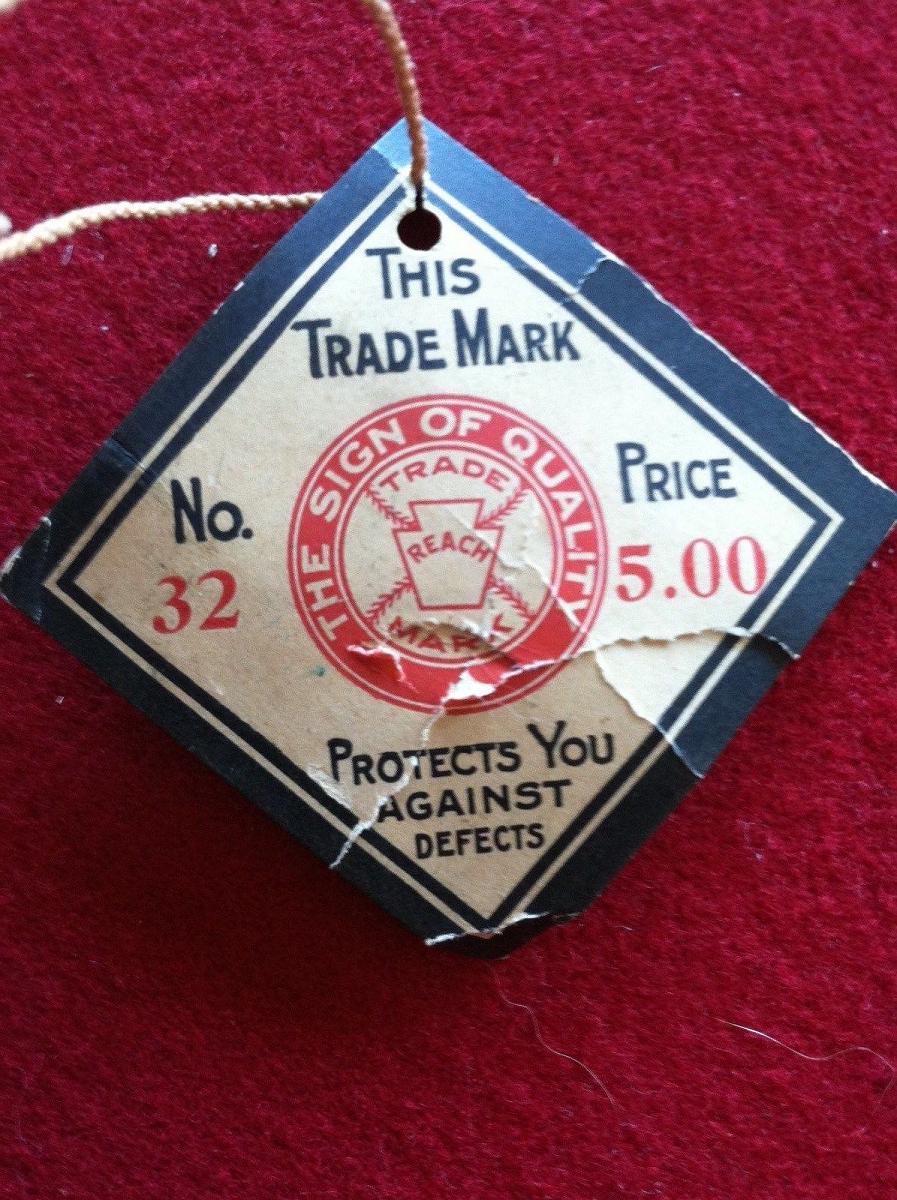 THIS
TRADE MARK
THE SIGN OF QUALITY
TRADE
REACH
MARK
No.
32
PRICE
5.00
PROTECTS YOU
AGAINST
DEFECTS